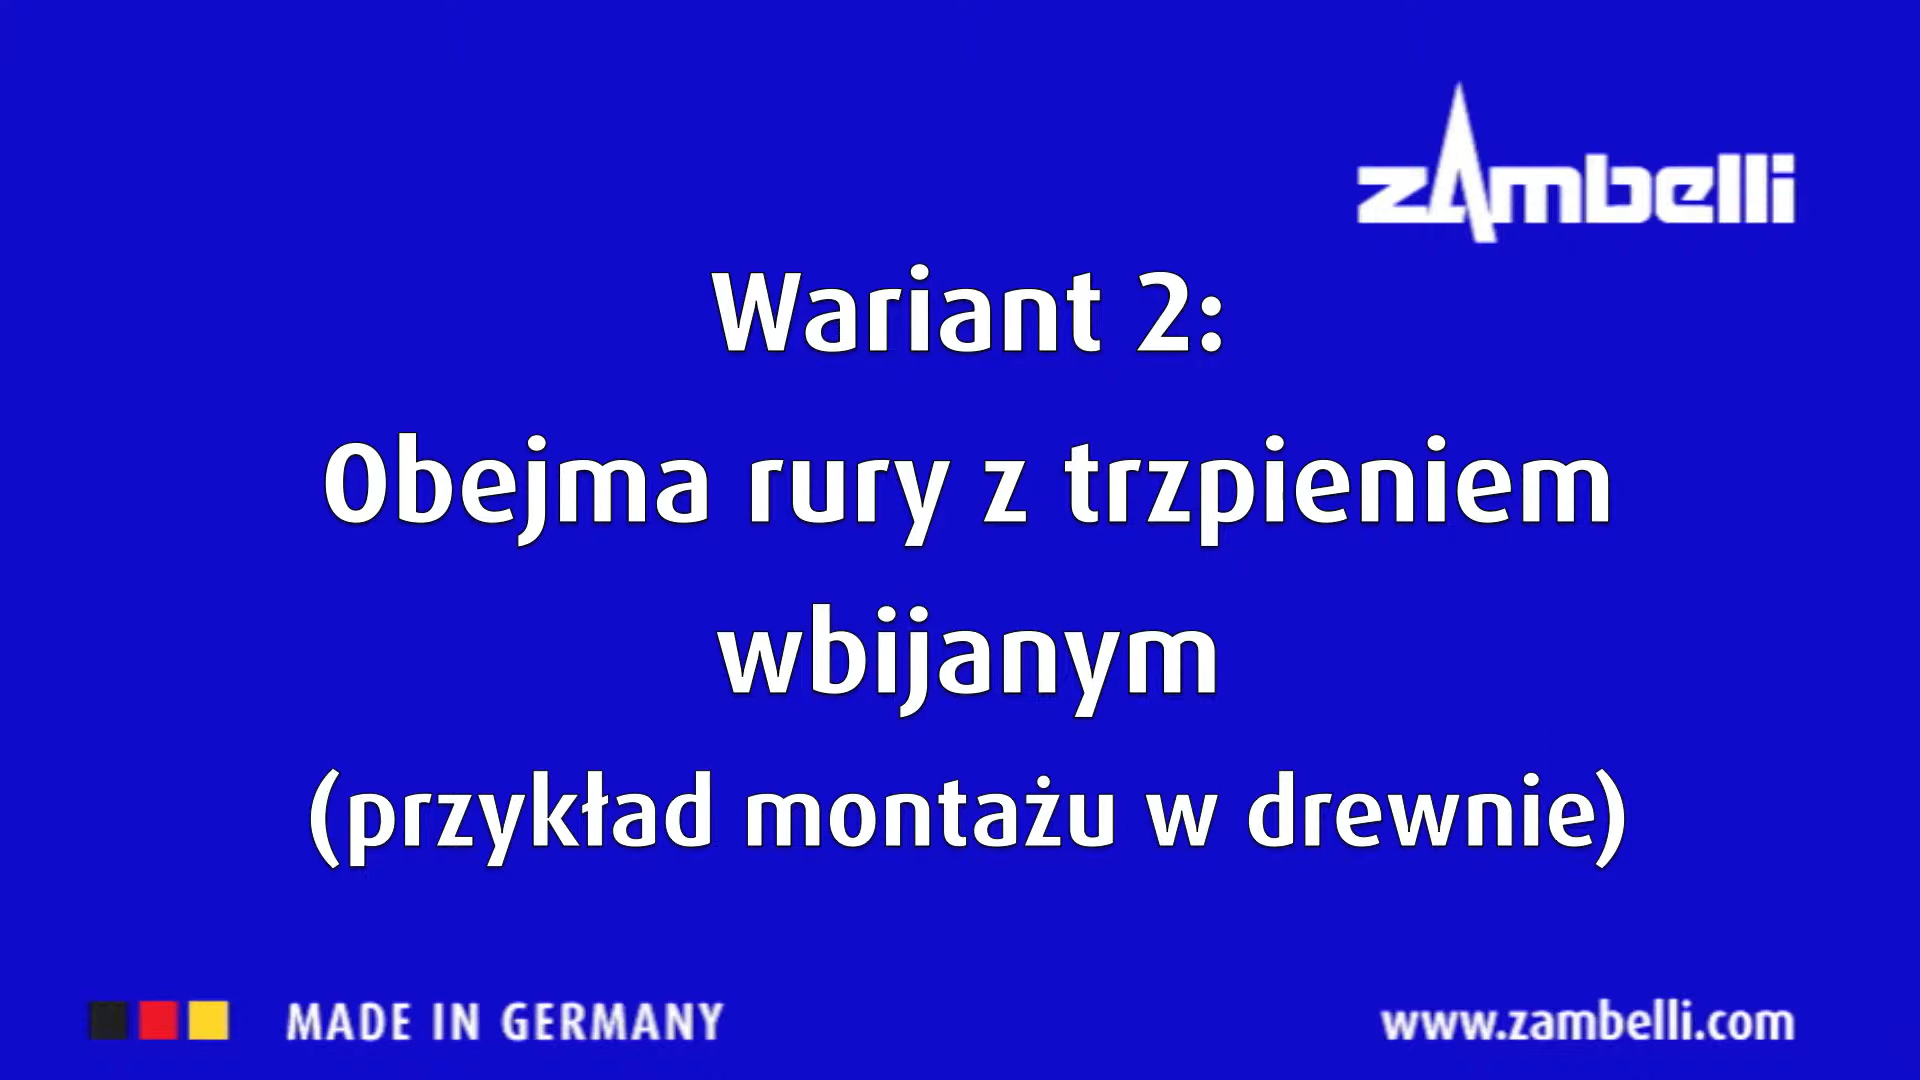 zambelli
Wariant 2:
Obejma rury z trzpieniem
wbijanym
(przykład montażu w drewnie)
MADE IN GERMANY
www.zambelli.com